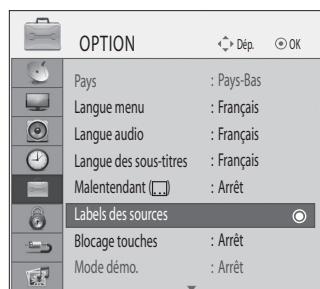 OPTION Dép. OK
Pays : Pays-Bas
Langue menu : Français
Langue audio : Français
Langue des sous-titres : Français
Malentendant ( ) : Arrêt
Labels des sources
Blocage touches : Arrêt
Mode démo. : Arrêt